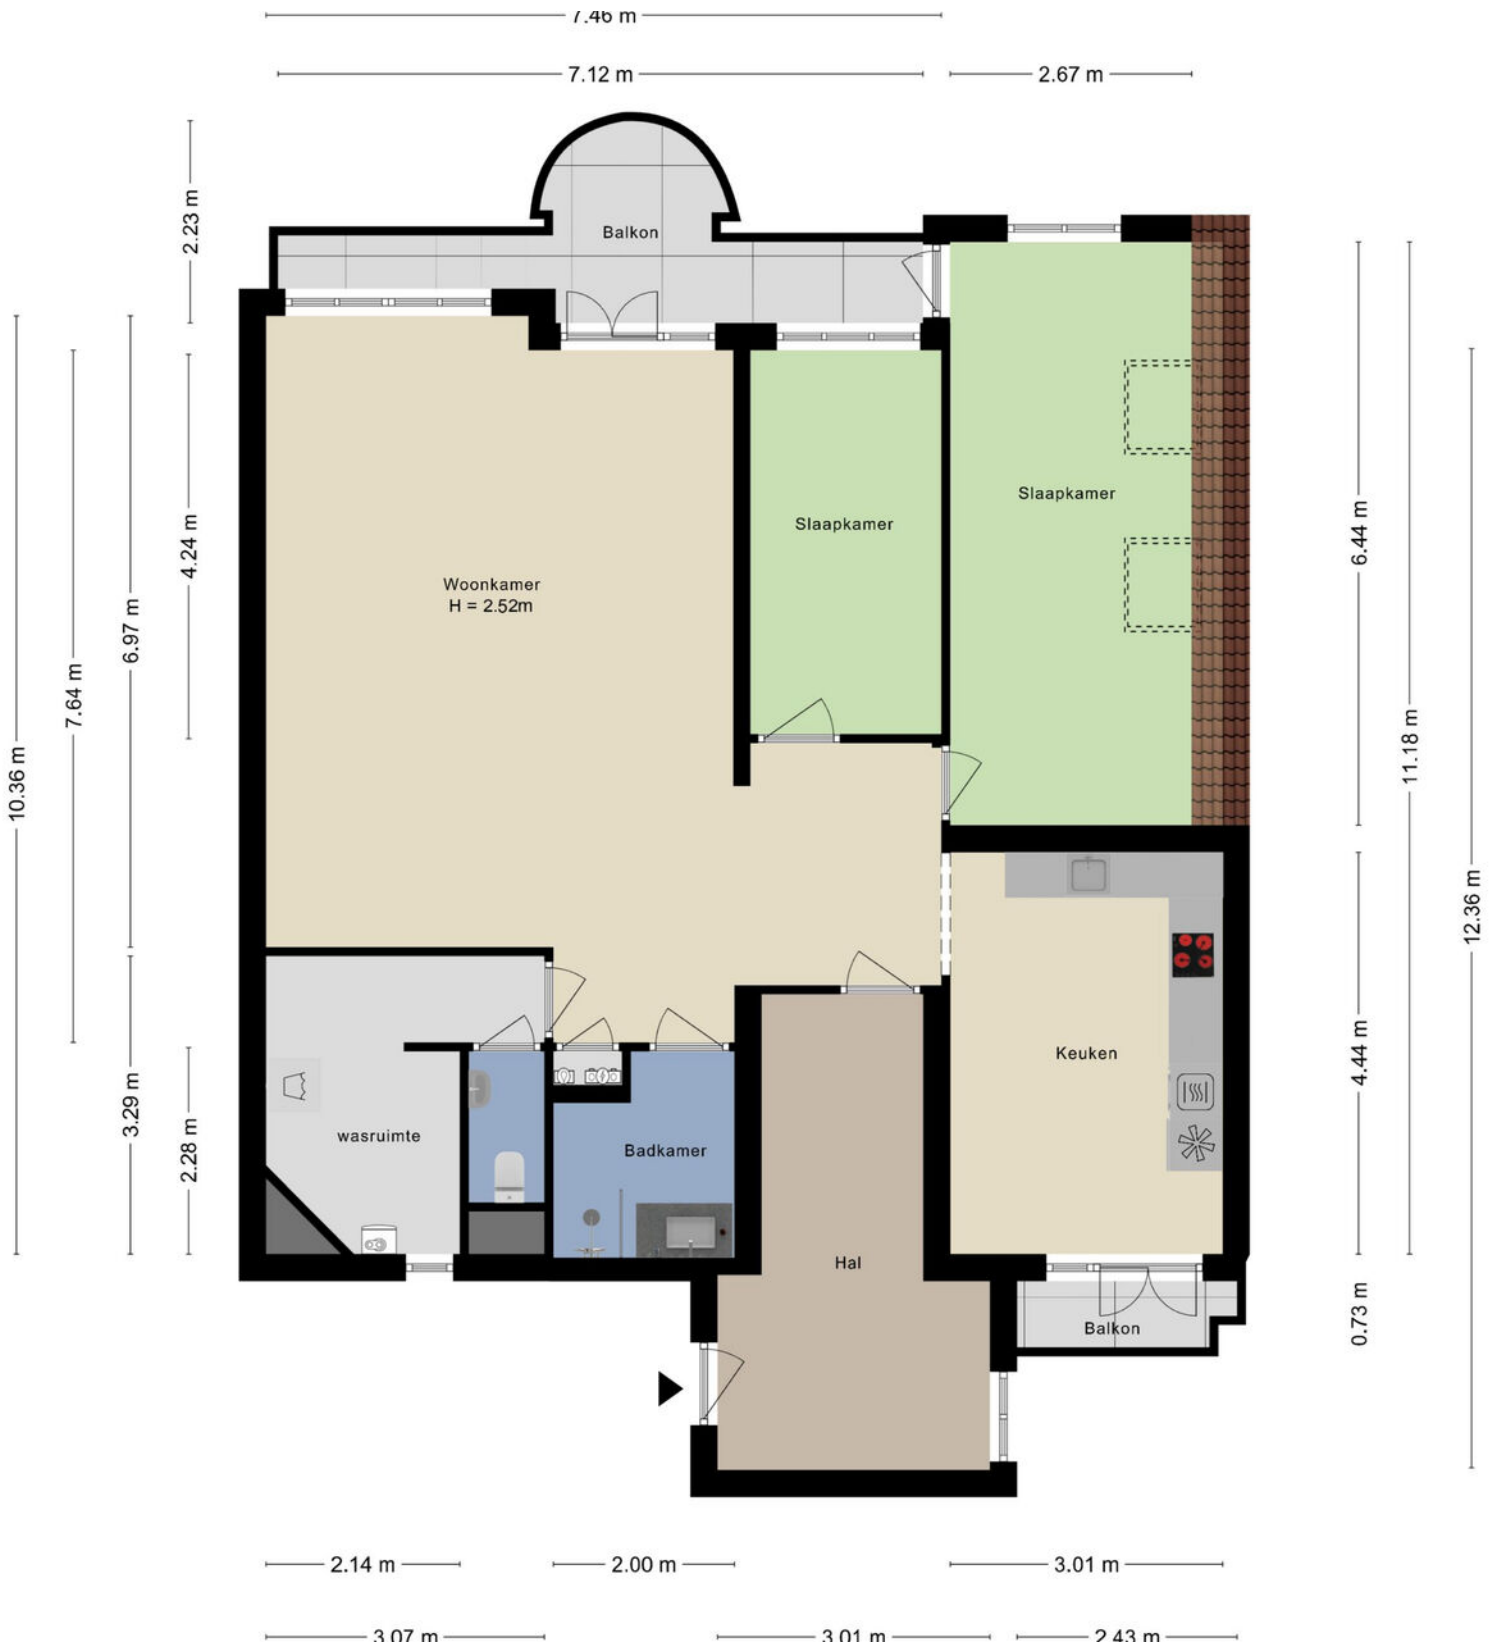 7.46 m
7.12 m
2.67 m
2.23 m
Balkon
4.24 m
Slaapkamer
Slaapkamer
6.44 m
Woonkamer
H = 2.52m
6.97 m
7.64 m
10.36 m
11.18 m
12.36 m
Keuken
4.44 m
3.29 m
2.28 m
wasruimte
Badkamer
Hal
Balkon
0.73 m
2.14 m
2.00 m
3.01 m
3.07 m
3.01 m
2.43 m